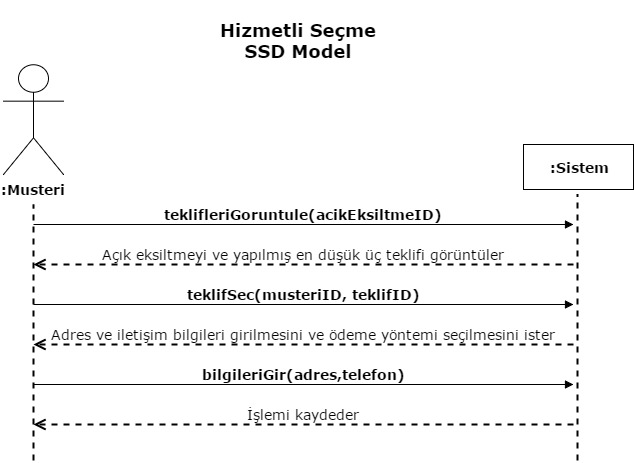 Hizmetli Seçme
SSD Model
:Musteri
:Sistem
teklifleriGoruntule(acikEksiltmeID)
Açık eksiltmeyi ve yapılmış en düşük üç teklifi görüntüler
teklifSec(musteriID, teklifID)
Adres ve iletişim bilgileri girilmesini ve ödeme yöntemi seçilmesini ister
bilgileriGir(adres,telefon)
İşlemi kaydeder